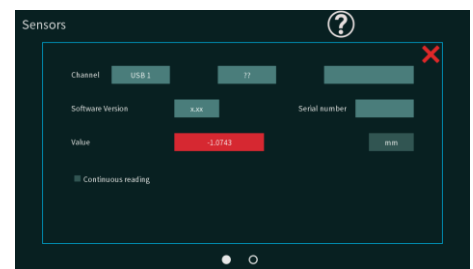 Sensors ?
Channel USB 1 ??
Software Version x.xx Serial number
Value -1.0743 mm
Continuous reading